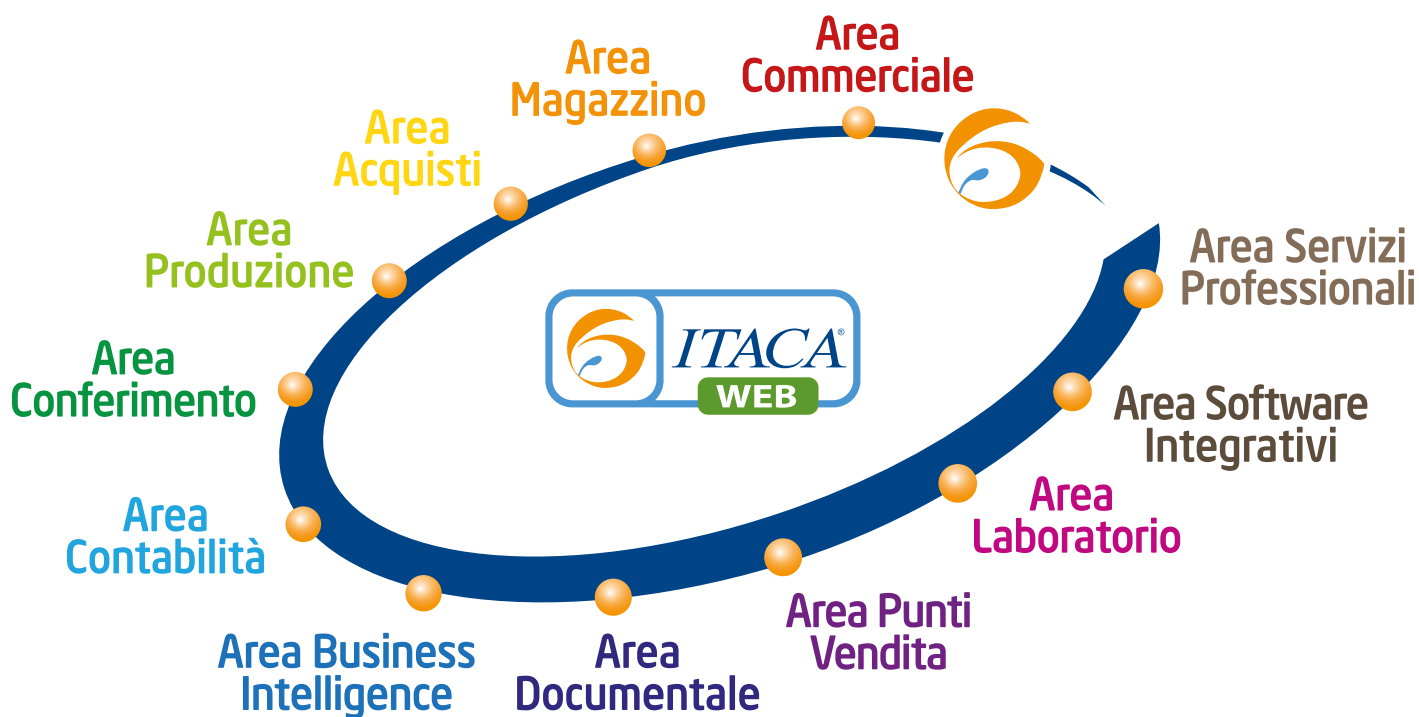 Area
Commerciale
Area
Magazzino
Area
Acquisti
Area
Produzione
Area
Conferimento
Area
Contabilità
Area Business
Intelligence
Area
Documentale
Area Punti
Vendita
Area
Laboratorio
Area Software
Integrativi
Area Servizi
Professionali
ITACA®
WEB